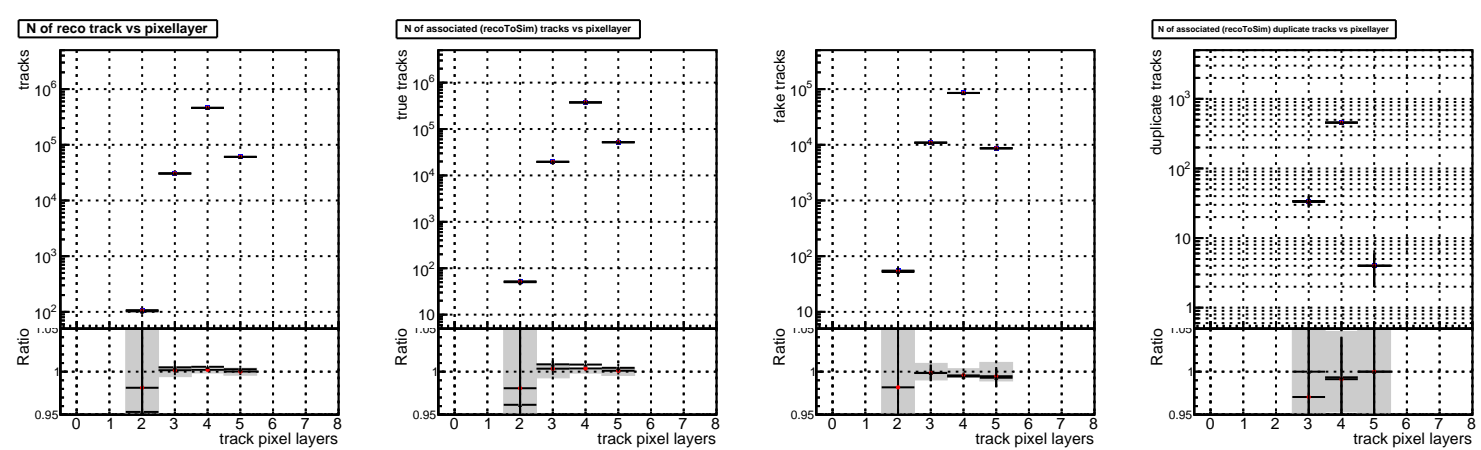 N of reco track vs pixellayer
tracks
10^6
10^5
10^4
10^3
10^2
Ratio
1.05
1
0.95
0 1 2 3 4 5 6 7 8
track pixel layers
N of associated (recoToSim) tracks vs pixellayer
true tracks
10^6
10^5
10^4
10^3
10^2
10
Ratio
1.05
1
0.95
0 1 2 3 4 5 6 7 8
track pixel layers
fake tracks
10^5
10^4
10^3
10^2
10
Ratio
1.05
1
0.95
0 1 2 3 4 5 6 7 8
track pixel layers
N of associated (recoToSim) duplicate tracks vs pixellayer
duplicate tracks
10^3
10^2
10
1
Ratio
1.05
1
0.95
0 1 2 3 4 5 6 7 8
track pixel layers